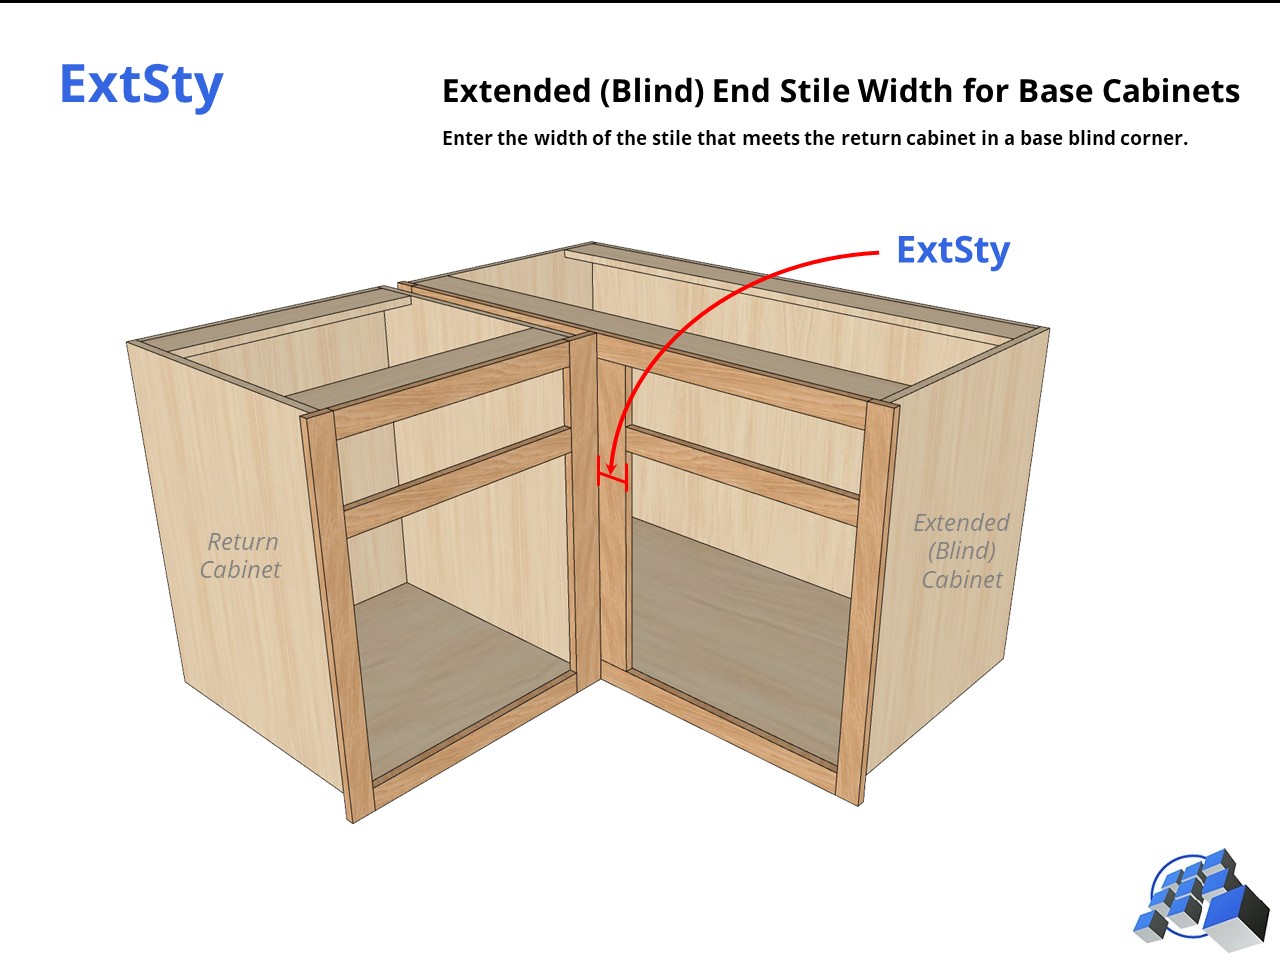 ExtSty
Extended (Blind) End Stile Width for Base Cabinets
Enter the width of the stile that meets the return cabinet in a base blind corner.
ExtSty
Return
Cabinet
Extended
(Blind)
Cabinet